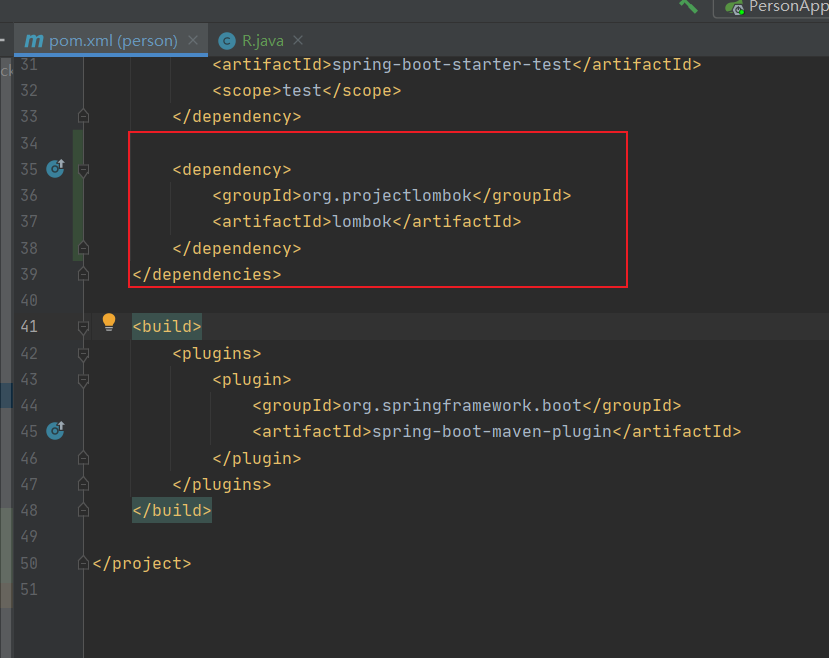 PersonApp
m pom.xml (person) C R.java
31 <artifactId>spring-boot-starter-test</artifactId>
32 <scope>test</scope>
33 </dependency>
34
35 <dependency>
36 <groupId>org.projectlombok</groupId>
37 <artifactId>lombok</artifactId>
38 </dependency>
39 </dependencies>
40
41 <build>
42 <plugins>
43 <plugin>
44 <groupId>org.springframework.boot</groupId>
45 <artifactId>spring-boot-maven-plugin</artifactId>
46 </plugin>
47 </plugins>
48 </build>
49
50 </project>
51